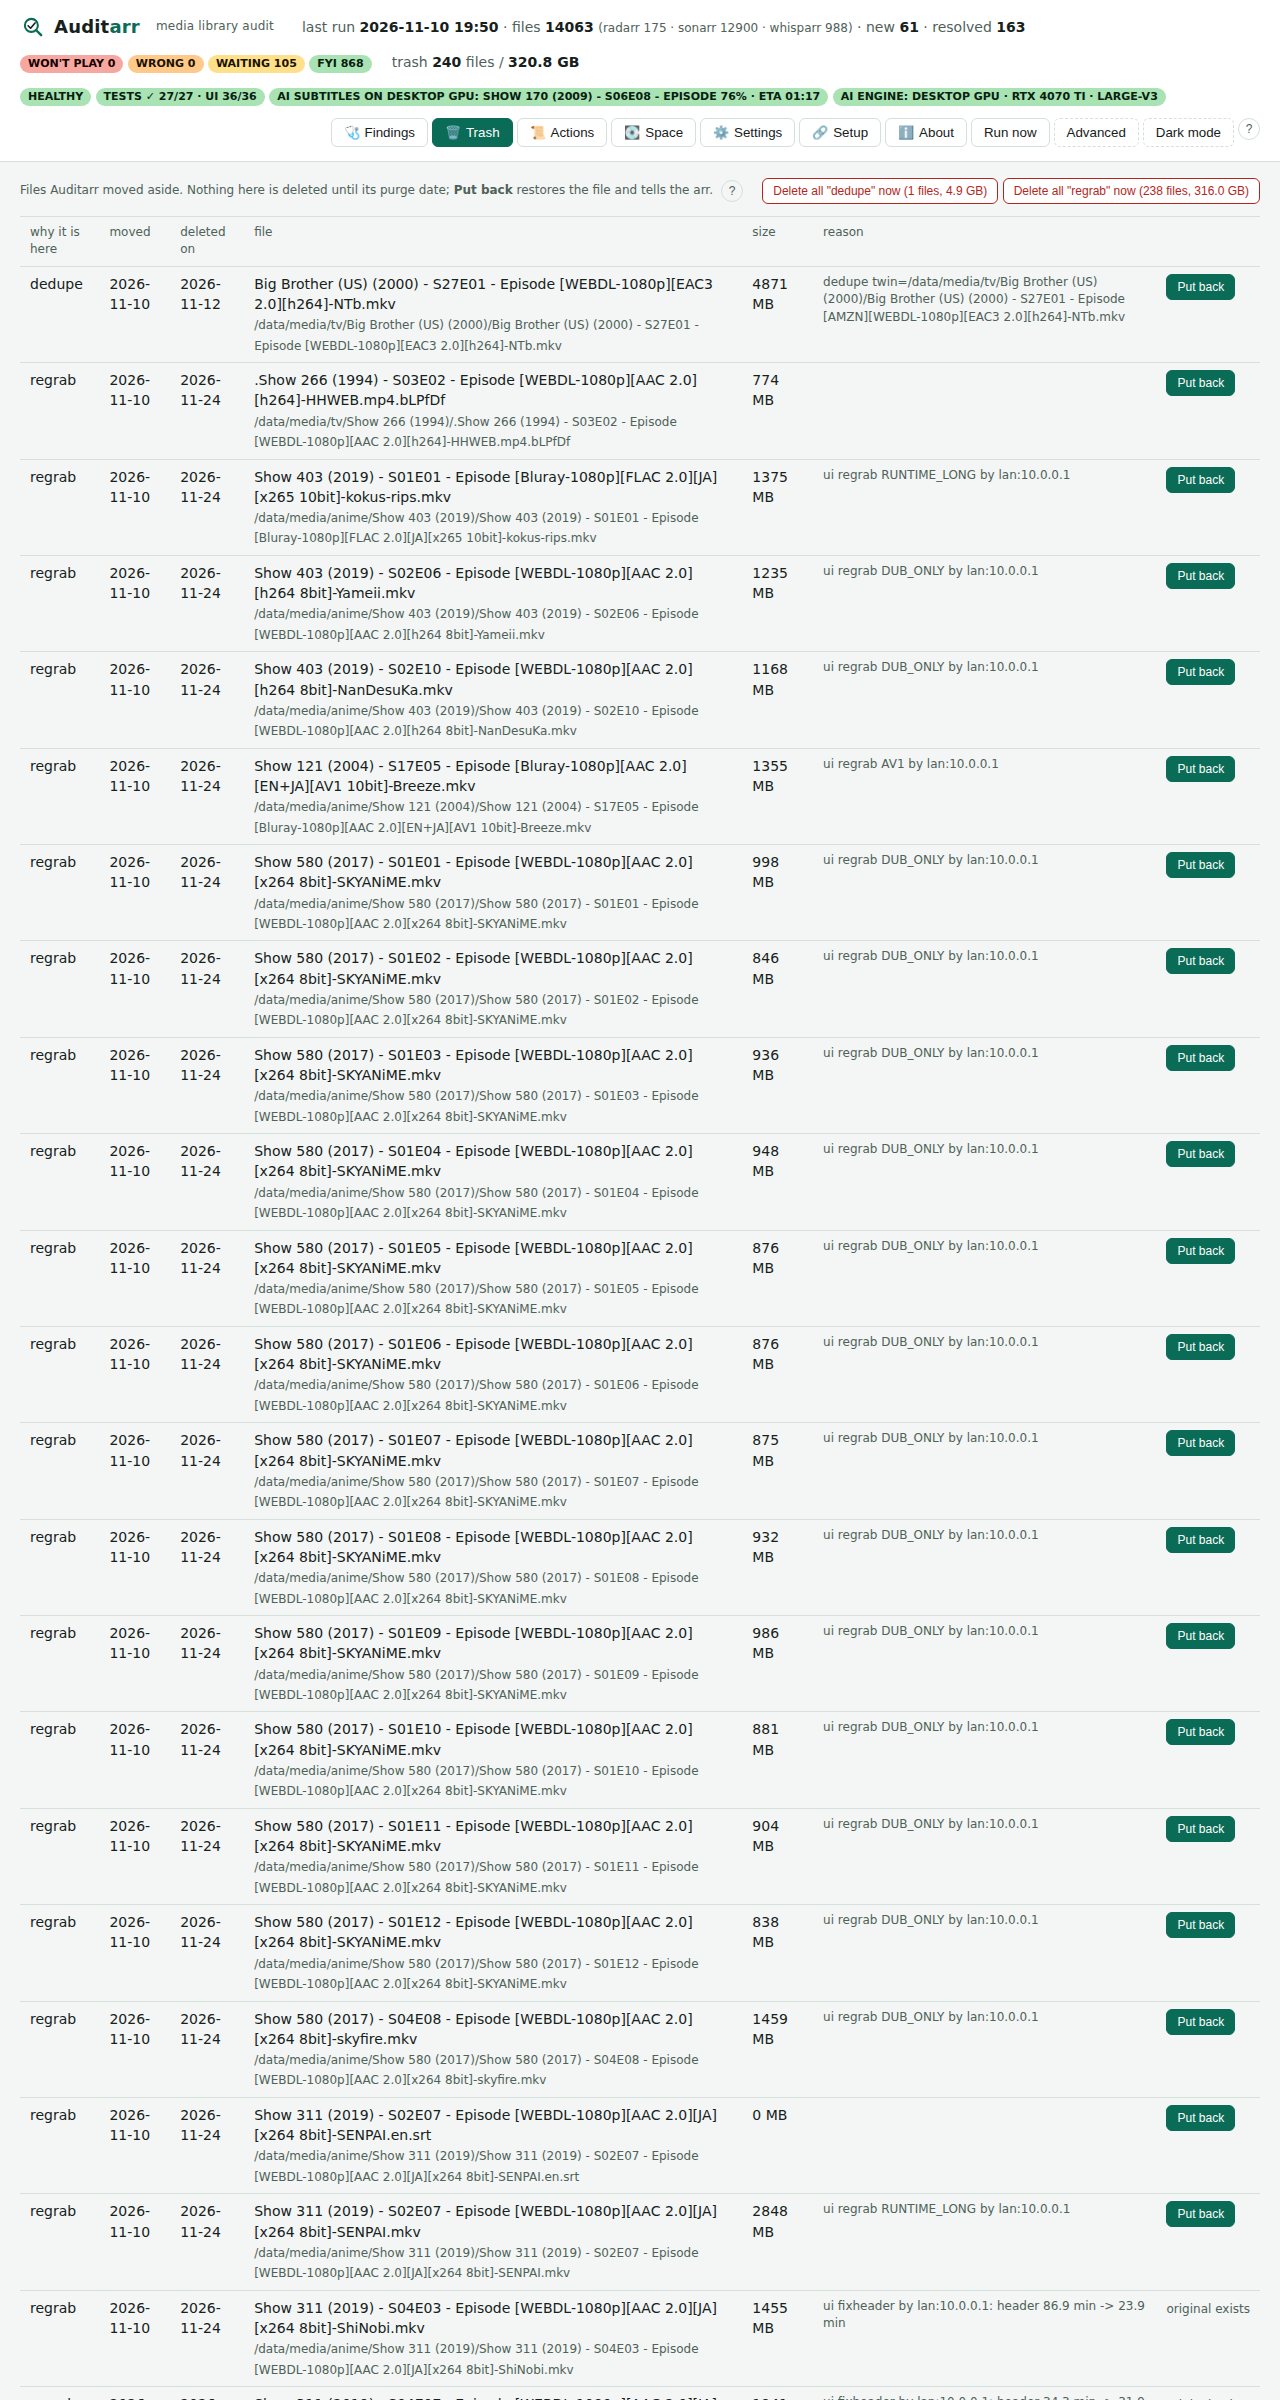 Auditarr media library audit last run 2026-11-10 19:50 · files 14063 (radarr 175 · sonarr 12900 · whisparr 988) · new 61 · resolved 163
WON'T PLAY 0 WRONG 0 WAITING 105 FYI 868 trash 240 files / 320.8 GB
HEALTHY TESTS ✓ 27/27 · UI 36/36 AI SUBTITLES ON DESKTOP GPU: SHOW 170 (2009) - S06E08 - EPISODE 76% · ETA 01:17 AI ENGINE: DESKTOP GPU · RTX 4070 TI · LARGE-V3
Findings Trash Actions Space Settings Setup About Run now Advanced Dark mode ?
Files Auditarr moved aside. Nothing here is deleted until its purge date; Put back restores the file and tells the arr. ? Delete all "dedupe" now (1 files, 4.9 GB) Delete all "regrab" now (238 files, 316.0 GB)
why it is here moved deleted on file size reason
dedupe 2026-11-10 2026-11-12 Big Brother (US) (2000) - S27E01 - Episode [WEBDL-1080p][EAC3 2.0][h264]-NTb.mkv 4871 MB dedupe twin=/data/media/tv/Big Brother (US) (2000)/Big Brother (US) (2000) - S27E01 - Episode [AMZN][WEBDL-1080p][EAC3 2.0][h264]-NTb.mkv Put back
/data/media/tv/Big Brother (US) (2000)/Big Brother (US) (2000) - S27E01 - Episode [WEBDL-1080p][EAC3 2.0][h264]-NTb.mkv
regrab 2026-11-10 2026-11-24 .Show 266 (1994) - S03E02 - Episode [WEBDL-1080p][AAC 2.0][h264]-HHWEB.mp4.bLPfDf 774 MB Put back
/data/media/tv/Show 266 (1994)/.Show 266 (1994) - S03E02 - Episode [WEBDL-1080p][AAC 2.0][h264]-HHWEB.mp4.bLPfDf
regrab 2026-11-10 2026-11-24 Show 403 (2019) - S01E01 - Episode [Bluray-1080p][FLAC 2.0][JA][x265 10bit]-kokus-rips.mkv 1375 MB ui regrab RUNTIME_LONG by lan:10.0.0.1 Put back
/data/media/anime/Show 403 (2019)/Show 403 (2019) - S01E01 - Episode [Bluray-1080p][FLAC 2.0][JA][x265 10bit]-kokus-rips.mkv
regrab 2026-11-10 2026-11-24 Show 403 (2019) - S02E06 - Episode [WEBDL-1080p][AAC 2.0][h264 8bit]-Yameii.mkv 1235 MB ui regrab DUB_ONLY by lan:10.0.0.1 Put back
/data/media/anime/Show 403 (2019)/Show 403 (2019) - S02E06 - Episode [WEBDL-1080p][AAC 2.0][h264 8bit]-Yameii.mkv
regrab 2026-11-10 2026-11-24 Show 403 (2019) - S02E10 - Episode [WEBDL-1080p][AAC 2.0][h264 8bit]-NanDesuKa.mkv 1168 MB ui regrab DUB_ONLY by lan:10.0.0.1 Put back
/data/media/anime/Show 403 (2019)/Show 403 (2019) - S02E10 - Episode [WEBDL-1080p][AAC 2.0][h264 8bit]-NanDesuKa.mkv
regrab 2026-11-10 2026-11-24 Show 121 (2004) - S17E05 - Episode [Bluray-1080p][AAC 2.0][EN+JA][AV1 10bit]-Breeze.mkv 1355 MB ui regrab AV1 by lan:10.0.0.1 Put back
/data/media/anime/Show 121 (2004)/Show 121 (2004) - S17E05 - Episode [Bluray-1080p][AAC 2.0][EN+JA][AV1 10bit]-Breeze.mkv
regrab 2026-11-10 2026-11-24 Show 580 (2017) - S01E01 - Episode [WEBDL-1080p][AAC 2.0][x264 8bit]-SKYANiME.mkv 998 MB ui regrab DUB_ONLY by lan:10.0.0.1 Put back
/data/media/anime/Show 580 (2017)/Show 580 (2017) - S01E01 - Episode [WEBDL-1080p][AAC 2.0][x264 8bit]-SKYANiME.mkv
regrab 2026-11-10 2026-11-24 Show 580 (2017) - S01E02 - Episode [WEBDL-1080p][AAC 2.0][x264 8bit]-SKYANiME.mkv 846 MB ui regrab DUB_ONLY by lan:10.0.0.1 Put back
/data/media/anime/Show 580 (2017)/Show 580 (2017) - S01E02 - Episode [WEBDL-1080p][AAC 2.0][x264 8bit]-SKYANiME.mkv
regrab 2026-11-10 2026-11-24 Show 580 (2017) - S01E03 - Episode [WEBDL-1080p][AAC 2.0][x264 8bit]-SKYANiME.mkv 936 MB ui regrab DUB_ONLY by lan:10.0.0.1 Put back
/data/media/anime/Show 580 (2017)/Show 580 (2017) - S01E03 - Episode [WEBDL-1080p][AAC 2.0][x264 8bit]-SKYANiME.mkv
regrab 2026-11-10 2026-11-24 Show 580 (2017) - S01E04 - Episode [WEBDL-1080p][AAC 2.0][x264 8bit]-SKYANiME.mkv 948 MB ui regrab DUB_ONLY by lan:10.0.0.1 Put back
/data/media/anime/Show 580 (2017)/Show 580 (2017) - S01E04 - Episode [WEBDL-1080p][AAC 2.0][x264 8bit]-SKYANiME.mkv
regrab 2026-11-10 2026-11-24 Show 580 (2017) - S01E05 - Episode [WEBDL-1080p][AAC 2.0][x264 8bit]-SKYANiME.mkv 876 MB ui regrab DUB_ONLY by lan:10.0.0.1 Put back
/data/media/anime/Show 580 (2017)/Show 580 (2017) - S01E05 - Episode [WEBDL-1080p][AAC 2.0][x264 8bit]-SKYANiME.mkv
regrab 2026-11-10 2026-11-24 Show 580 (2017) - S01E06 - Episode [WEBDL-1080p][AAC 2.0][x264 8bit]-SKYANiME.mkv 876 MB ui regrab DUB_ONLY by lan:10.0.0.1 Put back
/data/media/anime/Show 580 (2017)/Show 580 (2017) - S01E06 - Episode [WEBDL-1080p][AAC 2.0][x264 8bit]-SKYANiME.mkv
regrab 2026-11-10 2026-11-24 Show 580 (2017) - S01E07 - Episode [WEBDL-1080p][AAC 2.0][x264 8bit]-SKYANiME.mkv 875 MB ui regrab DUB_ONLY by lan:10.0.0.1 Put back
/data/media/anime/Show 580 (2017)/Show 580 (2017) - S01E07 - Episode [WEBDL-1080p][AAC 2.0][x264 8bit]-SKYANiME.mkv
regrab 2026-11-10 2026-11-24 Show 580 (2017) - S01E08 - Episode [WEBDL-1080p][AAC 2.0][x264 8bit]-SKYANiME.mkv 932 MB ui regrab DUB_ONLY by lan:10.0.0.1 Put back
/data/media/anime/Show 580 (2017)/Show 580 (2017) - S01E08 - Episode [WEBDL-1080p][AAC 2.0][x264 8bit]-SKYANiME.mkv
regrab 2026-11-10 2026-11-24 Show 580 (2017) - S01E09 - Episode [WEBDL-1080p][AAC 2.0][x264 8bit]-SKYANiME.mkv 986 MB ui regrab DUB_ONLY by lan:10.0.0.1 Put back
/data/media/anime/Show 580 (2017)/Show 580 (2017) - S01E09 - Episode [WEBDL-1080p][AAC 2.0][x264 8bit]-SKYANiME.mkv
regrab 2026-11-10 2026-11-24 Show 580 (2017) - S01E10 - Episode [WEBDL-1080p][AAC 2.0][x264 8bit]-SKYANiME.mkv 881 MB ui regrab DUB_ONLY by lan:10.0.0.1 Put back
/data/media/anime/Show 580 (2017)/Show 580 (2017) - S01E10 - Episode [WEBDL-1080p][AAC 2.0][x264 8bit]-SKYANiME.mkv
regrab 2026-11-10 2026-11-24 Show 580 (2017) - S01E11 - Episode [WEBDL-1080p][AAC 2.0][x264 8bit]-SKYANiME.mkv 904 MB ui regrab DUB_ONLY by lan:10.0.0.1 Put back
/data/media/anime/Show 580 (2017)/Show 580 (2017) - S01E11 - Episode [WEBDL-1080p][AAC 2.0][x264 8bit]-SKYANiME.mkv
regrab 2026-11-10 2026-11-24 Show 580 (2017) - S01E12 - Episode [WEBDL-1080p][AAC 2.0][x264 8bit]-SKYANiME.mkv 838 MB ui regrab DUB_ONLY by lan:10.0.0.1 Put back
/data/media/anime/Show 580 (2017)/Show 580 (2017) - S01E12 - Episode [WEBDL-1080p][AAC 2.0][x264 8bit]-SKYANiME.mkv
regrab 2026-11-10 2026-11-24 Show 580 (2017) - S04E08 - Episode [WEBDL-1080p][AAC 2.0][x264 8bit]-skyfire.mkv 1459 MB ui regrab DUB_ONLY by lan:10.0.0.1 Put back
/data/media/anime/Show 580 (2017)/Show 580 (2017) - S04E08 - Episode [WEBDL-1080p][AAC 2.0][x264 8bit]-skyfire.mkv
regrab 2026-11-10 2026-11-24 Show 311 (2019) - S02E07 - Episode [WEBDL-1080p][AAC 2.0][JA][x264 8bit]-SENPAI.en.srt 0 MB Put back
/data/media/anime/Show 311 (2019)/Show 311 (2019) - S02E07 - Episode [WEBDL-1080p][AAC 2.0][JA][x264 8bit]-SENPAI.en.srt
regrab 2026-11-10 2026-11-24 Show 311 (2019) - S02E07 - Episode [WEBDL-1080p][AAC 2.0][JA][x264 8bit]-SENPAI.mkv 2848 MB ui regrab RUNTIME_LONG by lan:10.0.0.1 Put back
/data/media/anime/Show 311 (2019)/Show 311 (2019) - S02E07 - Episode [WEBDL-1080p][AAC 2.0][JA][x264 8bit]-SENPAI.mkv
regrab 2026-11-10 2026-11-24 Show 311 (2019) - S04E03 - Episode [WEBDL-1080p][AAC 2.0][JA][x264 8bit]-ShiNobi.mkv 1455 MB ui fixheader by lan:10.0.0.1: header 86.9 min -> 23.9 min original exists
/data/media/anime/Show 311 (2019)/Show 311 (2019) - S04E03 - Episode [WEBDL-1080p][AAC 2.0][JA][x264 8bit]-ShiNobi.mkv